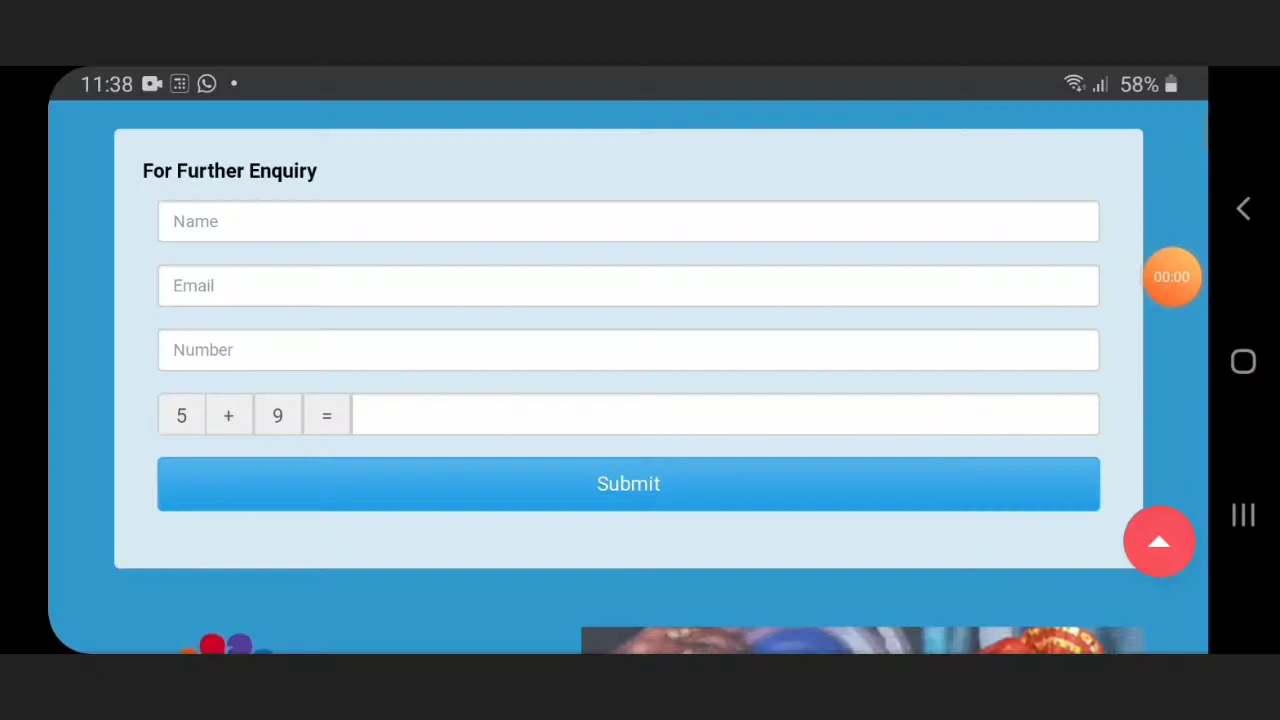 11:38
58%
For Further Enquiry
Name
00:00
Email
Number
5 + 9 =
Submit